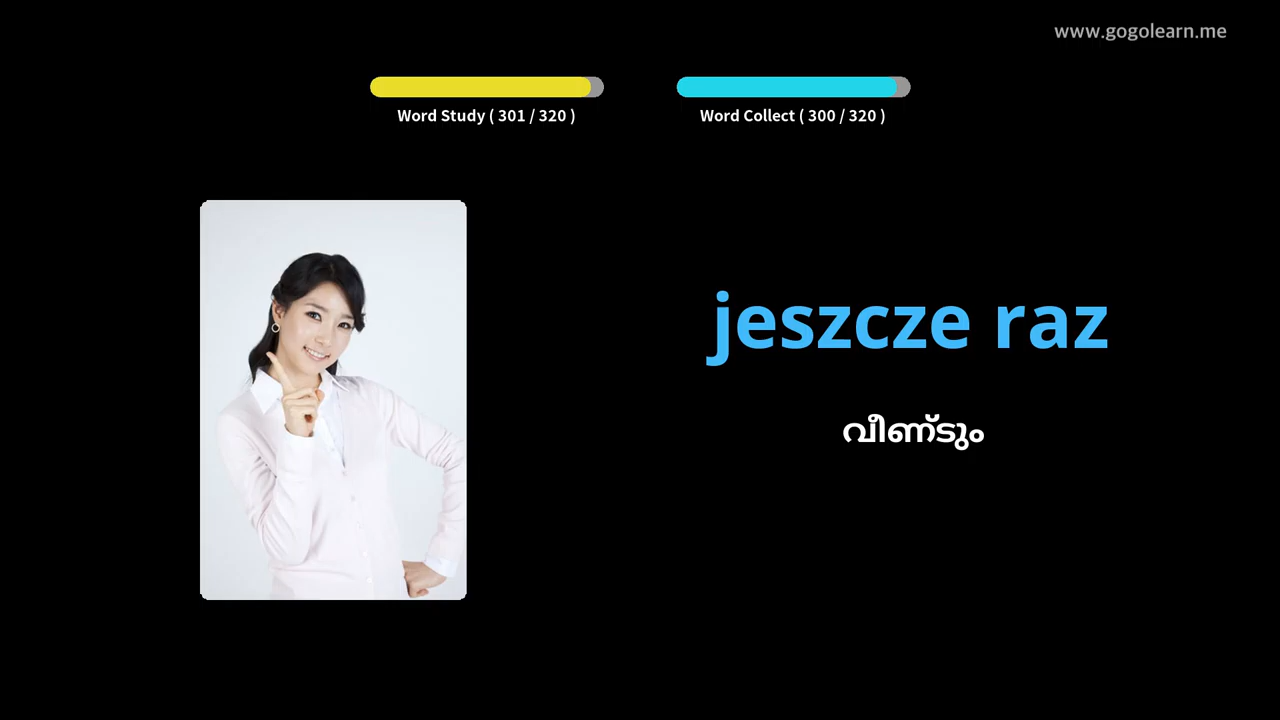 www.gogolearn.me
Word Study ( 301 / 320 )
Word Collect ( 300 / 320 )
jeszcze raz
വീണ്ടും